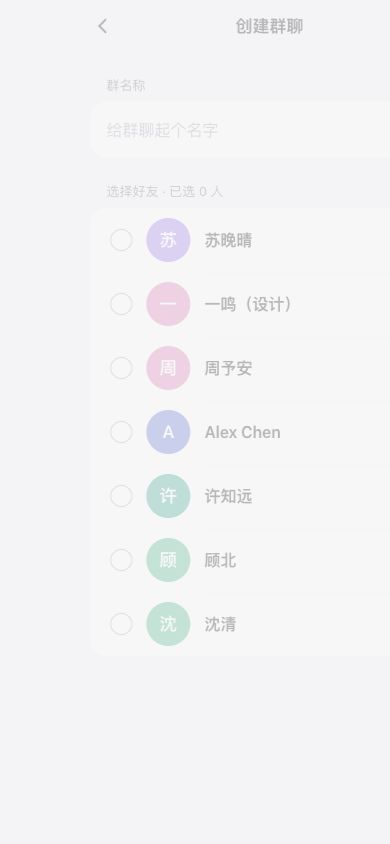 创建群聊
群名称
给群聊起个名字
选择好友 · 已选 0 人
苏 苏晚晴
一 一鸣（设计）
周 周予安
A Alex Chen
许 许知远
顾 顾北
沈 沈清